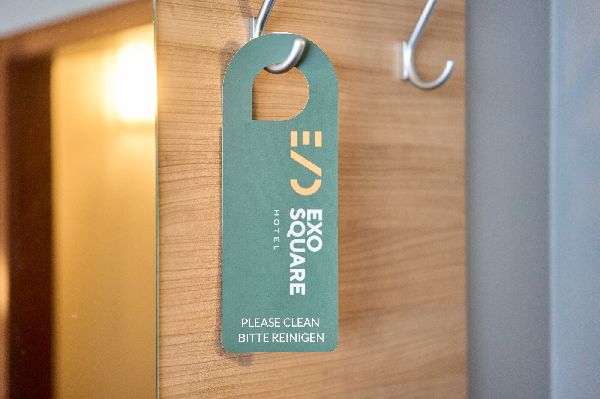 EXO
SQUARE
HOTEL
PLEASE CLEAN
BITTE REINIGEN